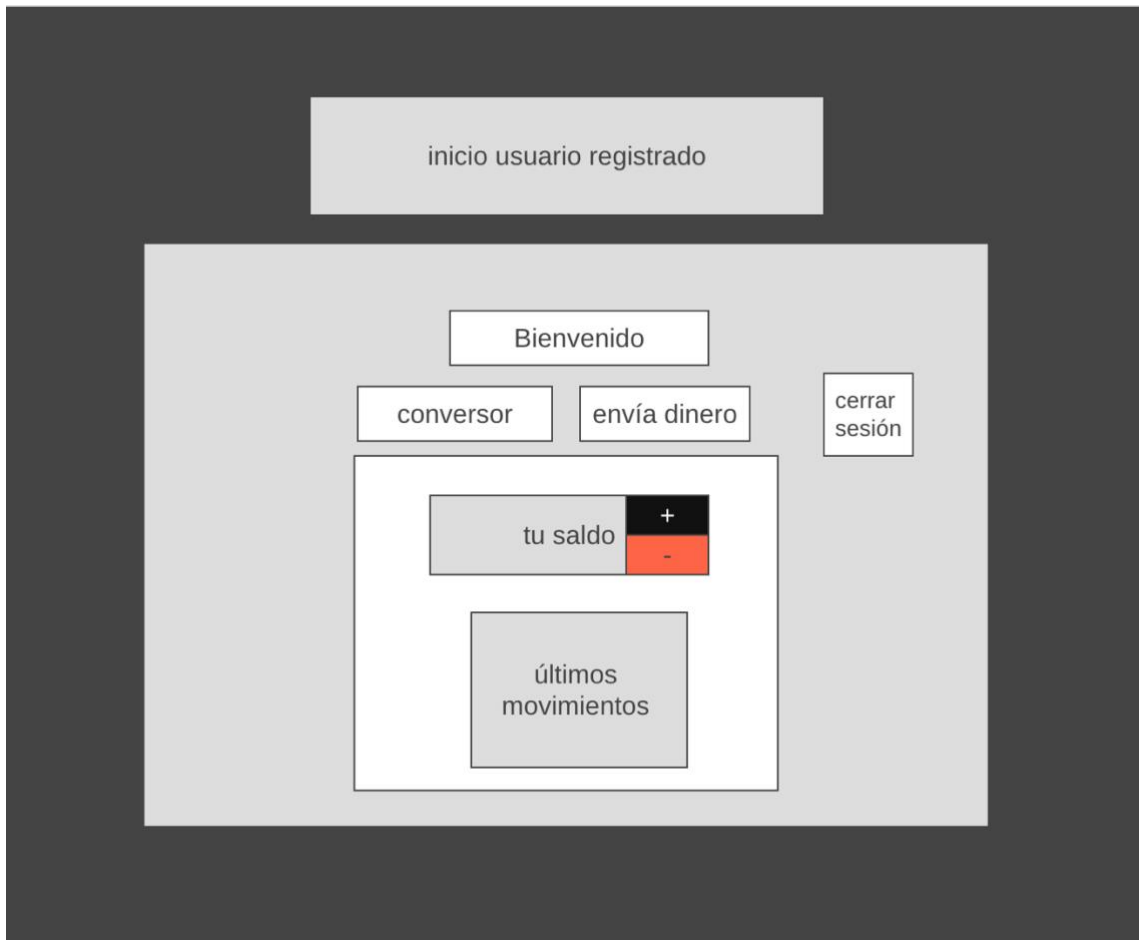 inicio usuario registrado
Bienvenido
conversor
envía dinero
cerrar
sesión
tu saldo
+
-
últimos
movimientos